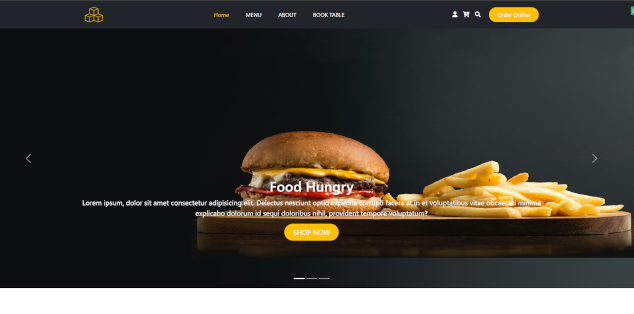 Home MENU ABOUT BOOK TABLE Order Online
Food Hungry
Lorem ipsum, dolor sit amet consectetur adipisicing elit. Delectus nesciunt optio expedita corrupti facere at in et voluptatibus vitae obcaecati minima
explicabo dolorum id sequi doloribus nihil, provident tempore voluptatum?
SHOP NOW